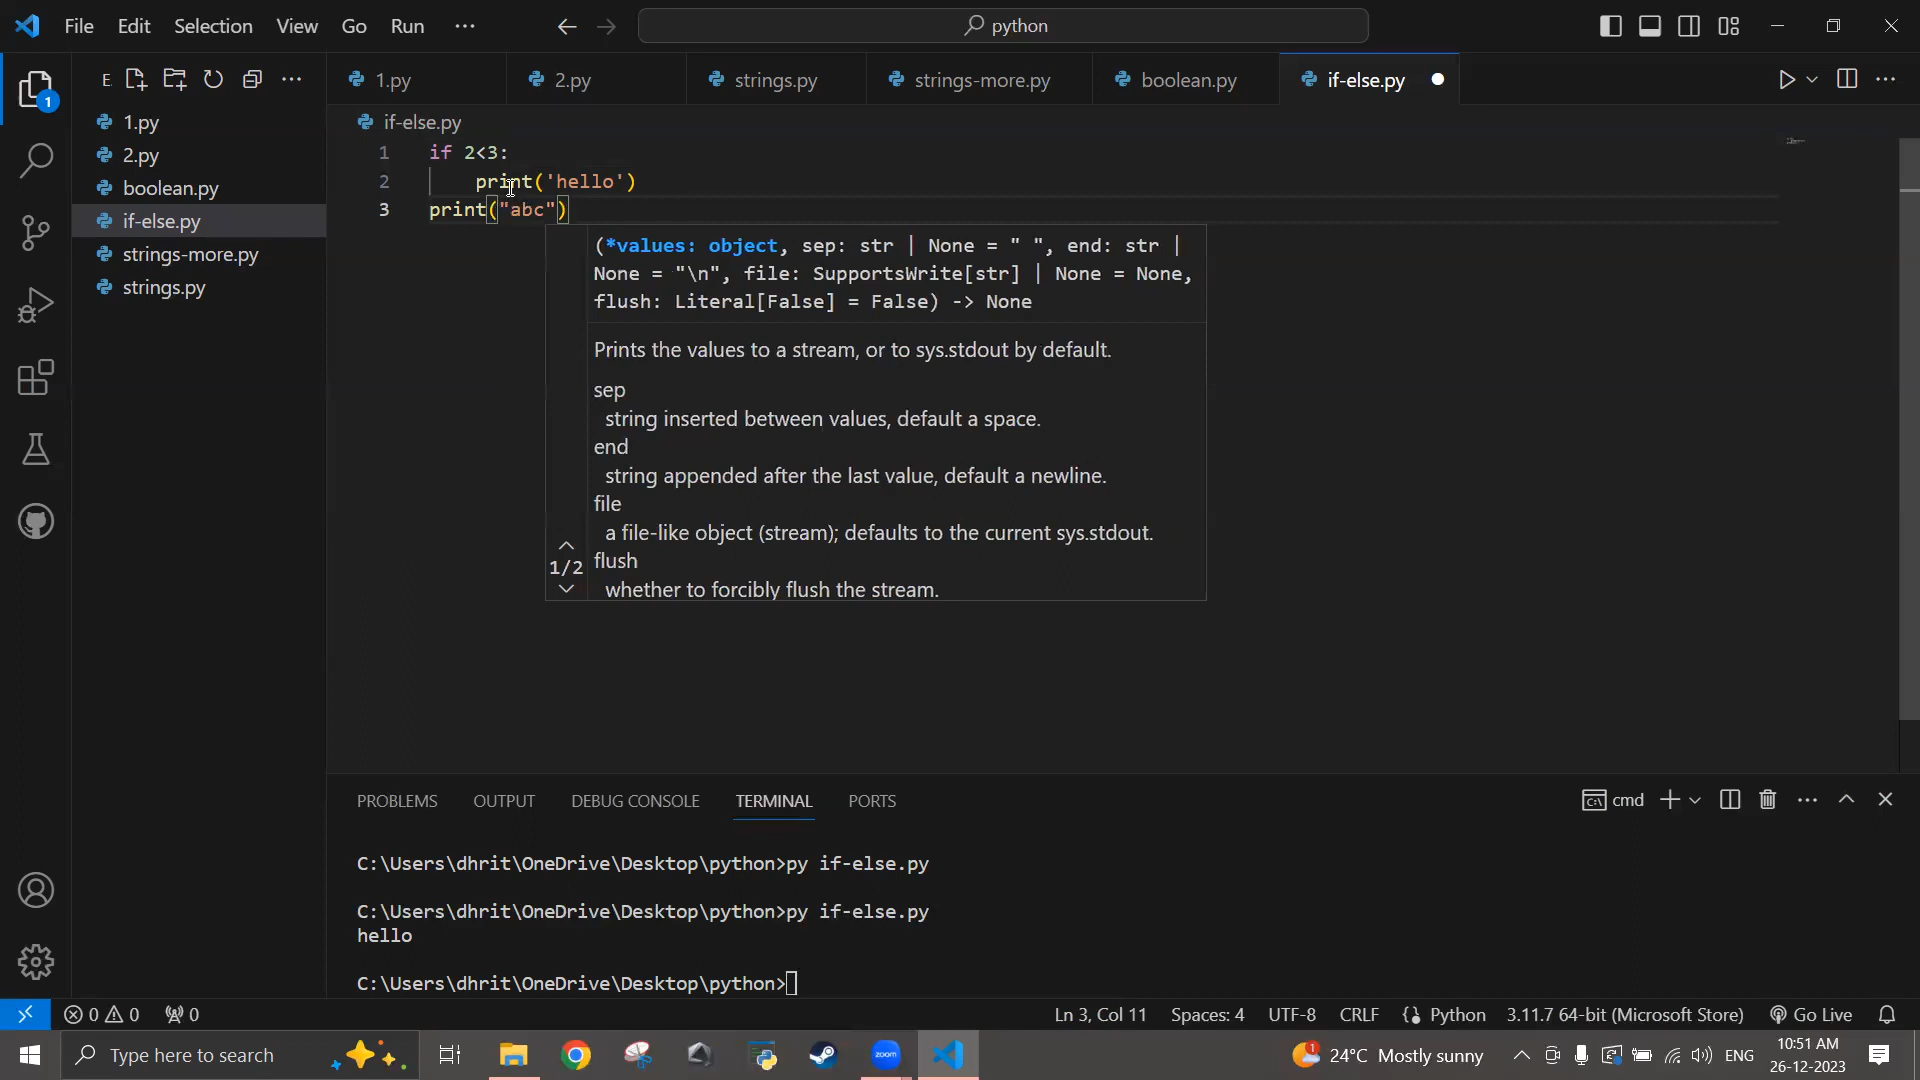 File Edit Selection View Go Run ··· python
E
1.py 2.py strings.py strings-more.py boolean.py if-else.py
1
1.py
2.py
boolean.py
if-else.py
strings-more.py
strings.py
if-else.py
1 if 2<3:
2 print('hello')
3 print("abc")
(*values: object, sep: str | None = " ", end: str |
None = "\n", file: SupportsWrite[str] | None = None,
flush: Literal[False] = False) -> None
Prints the values to a stream, or to sys.stdout by default.
sep
string inserted between values, default a space.
end
string appended after the last value, default a newline.
file
a file-like object (stream); defaults to the current sys.stdout.
1/2
flush
whether to forcibly flush the stream.
PROBLEMS OUTPUT DEBUG CONSOLE TERMINAL PORTS cmd
C:\Users\dhrit\OneDrive\Desktop\python>py if-else.py
C:\Users\dhrit\OneDrive\Desktop\python>py if-else.py
hello
C:\Users\dhrit\OneDrive\Desktop\python>
0 0 0 Ln 3, Col 11 Spaces: 4 UTF-8 CRLF Python 3.11.7 64-bit (Microsoft Store) Go Live
Type here to search zoom 1 24°C Mostly sunny ENG 10:51 AM
26-12-2023